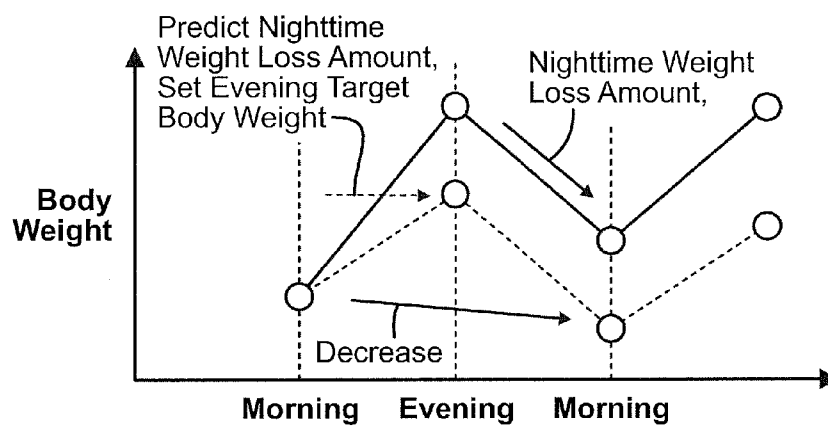 Predict Nighttime
Weight Loss Amount,
Set Evening Target
Body Weight
Nighttime Weight
Loss Amount,
Body
Weight
Decrease
Morning Evening Morning